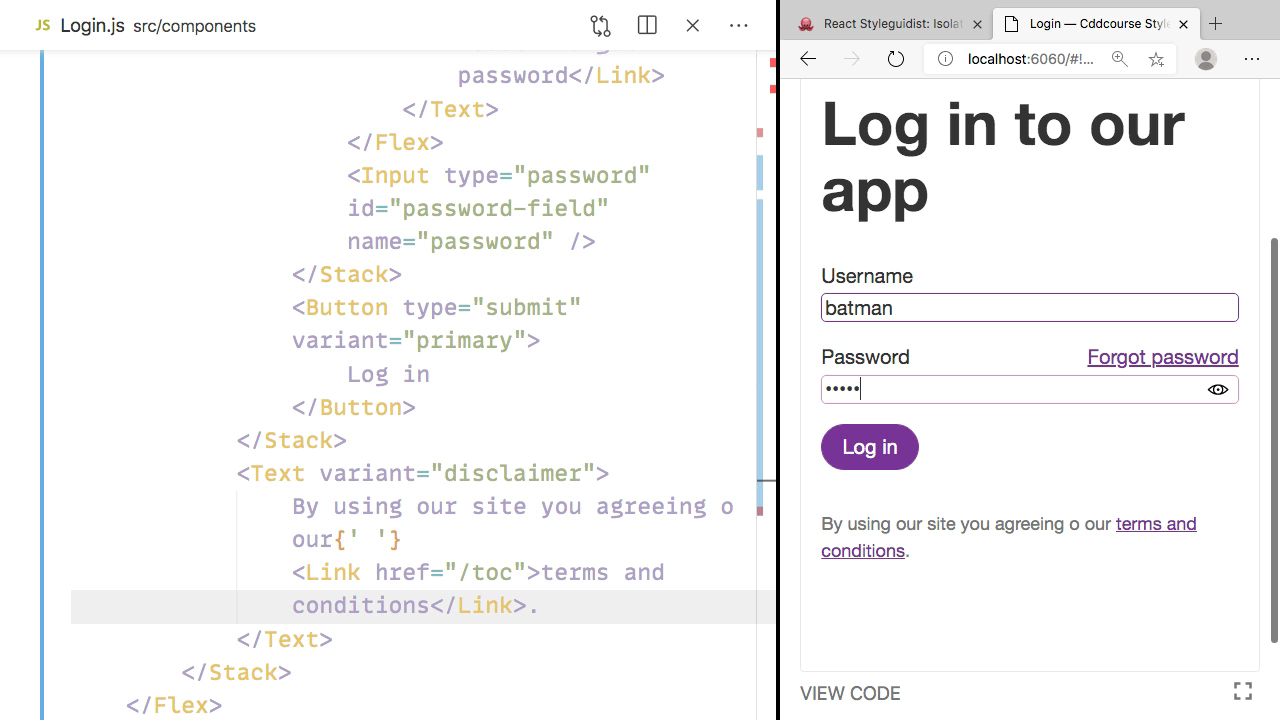 JS Login.js src/components
password</Link>
</Text>
</Flex>
<Input type="password"
id="password-field"
name="password" />
</Stack>
<Button type="submit"
variant="primary">
Log in
</Button>
</Stack>
<Text variant="disclaimer">
By using our site you agreeing o
our{' '}
<Link href="/toc">terms and
conditions</Link>.
</Text>
</Stack>
</Flex>
React Styleguidist: Isolat
Login — Cddcourse Style
localhost:6060/#!...
Log in to our
app
Username
batman
Password Forgot password
•••••
Log in
By using our site you agreeing o our terms and
conditions.
VIEW CODE